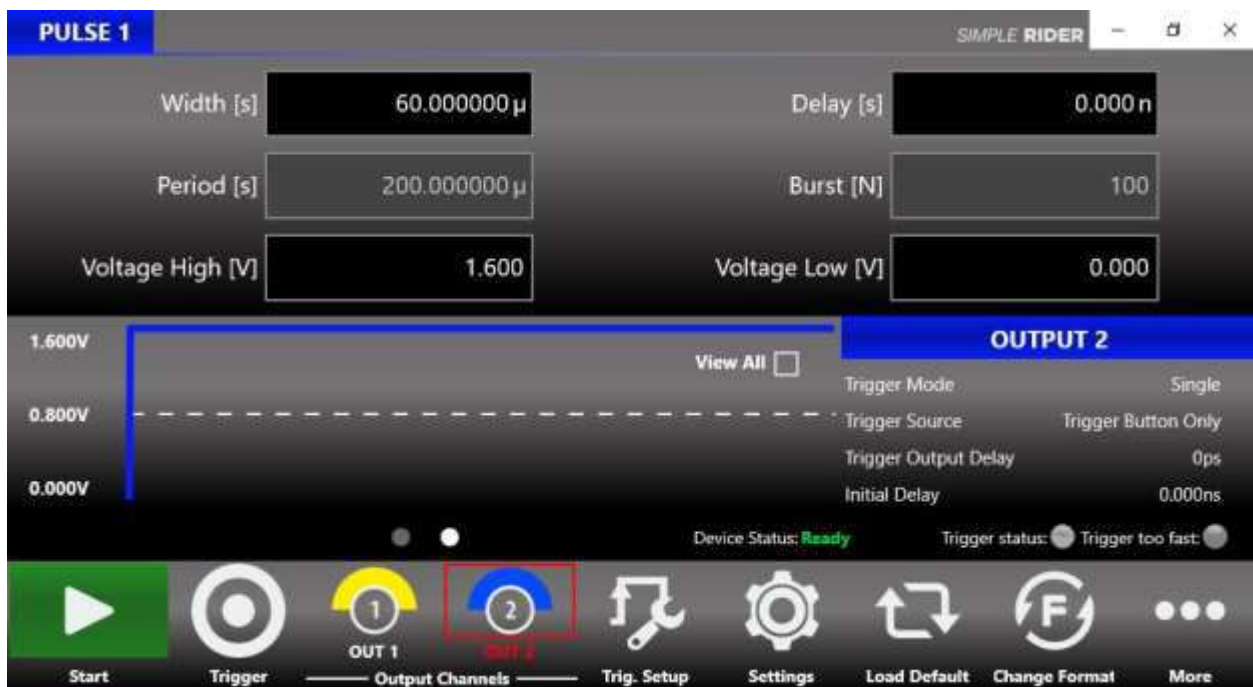 PULSE 1
SIMPLE RIDER
Width [s] 60.000000 µ Delay [s] 0.000 n
Period [s] 200.000000 µ Burst [N] 100
Voltage High [V] 1.600 Voltage Low [V] 0.000
1.600V
View All
0.800V
0.000V
OUTPUT 2
Trigger Mode Single
Trigger Source Trigger Button Only
Trigger Output Delay 0ps
Initial Delay 0.000ns
Device Status: Ready Trigger status: Trigger too fast:
1 2 F
OUT 1 OUT 2
Start Trigger Output Channels Trig. Setup Settings Load Default Change Format More